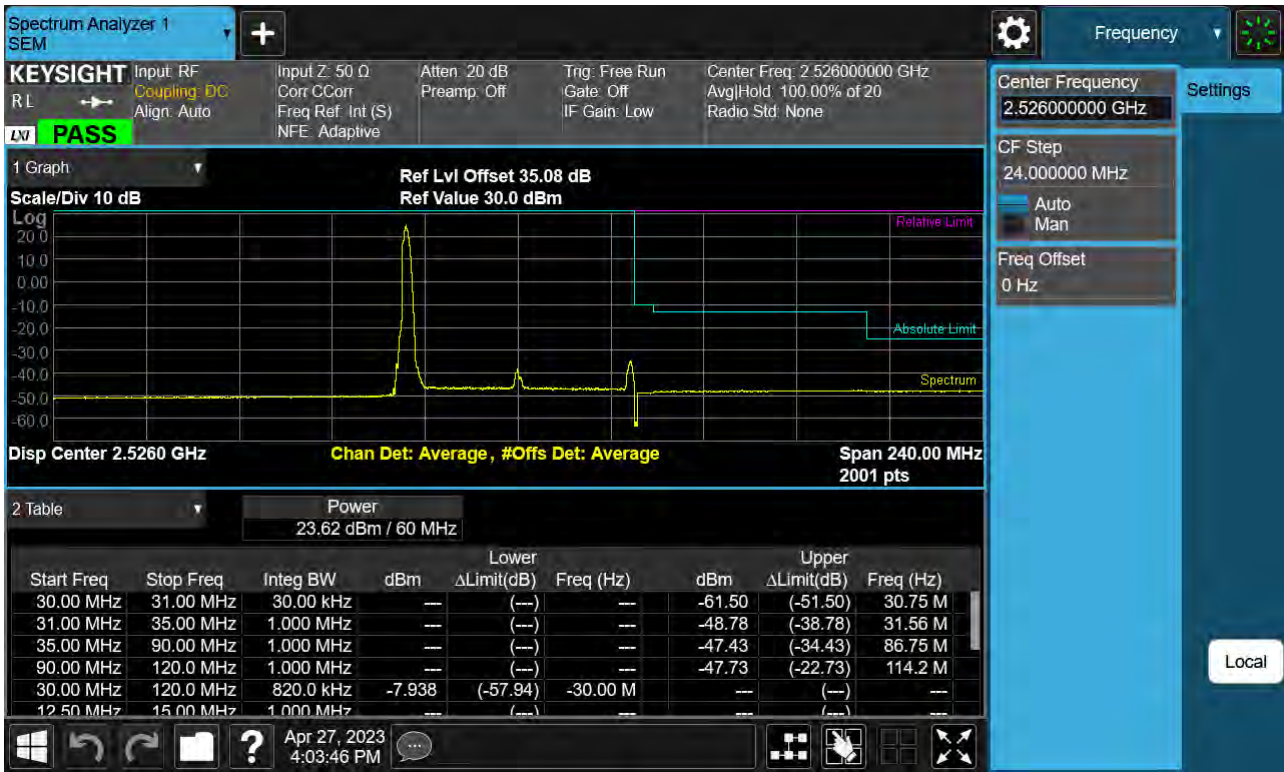 Spectrum Analyzer 1
SEM
+
Frequency
KEYSIGHT
RL
LXI
PASS
Input: RF
Coupling: DC
Align: Auto
Input Z: 50 Ω
Corr CCorr
Freq Ref: Int (S)
NFE: Adaptive
Atten: 20 dB
Preamp: Off
Trig: Free Run
Gate: Off
IF Gain: Low
Center Freq: 2.526000000 GHz
Avg|Hold: 100.00% of 20
Radio Std: None
Center Frequency
2.526000000 GHz
Settings
CF Step
24.000000 MHz
Auto
Man
Freq Offset
0 Hz
1 Graph
Ref Lvl Offset 35.08 dB
Scale/Div 10 dB
Ref Value 30.0 dBm
Log
Relative Limit
20.0
10.0
0.00
-10.0
-20.0
Absolute Limit
-30.0
-40.0
Spectrum
-50.0
-60.0
Disp Center 2.5260 GHz
Chan Det: Average, #Offs Det: Average
Span 240.00 MHz
2001 pts
2 Table
Power
23.62 dBm / 60 MHz
Lower Upper
Start Freq Stop Freq Integ BW dBm ΔLimit(dB) Freq (Hz) dBm ΔLimit(dB) Freq (Hz)
30.00 MHz 31.00 MHz 30.00 kHz --- (---) --- -61.50 (-51.50) 30.75 M
31.00 MHz 35.00 MHz 1.000 MHz --- (---) --- -48.78 (-38.78) 31.56 M
35.00 MHz 90.00 MHz 1.000 MHz --- (---) --- -47.43 (-34.43) 86.75 M
90.00 MHz 120.0 MHz 1.000 MHz --- (---) --- -47.73 (-22.73) 114.2 M
30.00 MHz 120.0 MHz 820.0 kHz -7.938 (-57.94) -30.00 M --- (---) ---
12.50 MHz 15.00 MHz 1.000 MHz --- (---) --- --- (---) ---
Local
?
Apr 27, 2023
4:03:46 PM